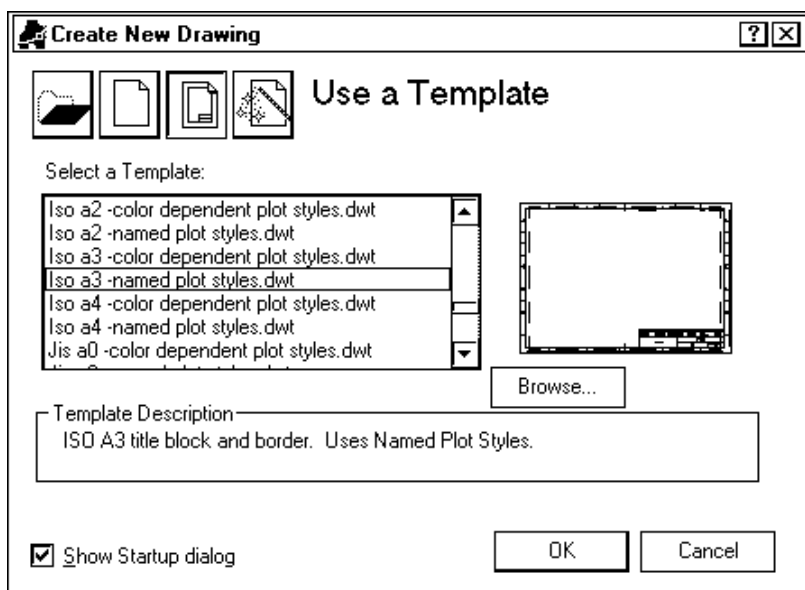 Create New Drawing
Use a Template
Select a Template:
Iso a2 -color dependent plot styles.dwt
Iso a2 -named plot styles.dwt
Iso a3 -color dependent plot styles.dwt
Iso a3 -named plot styles.dwt
Iso a4 -color dependent plot styles.dwt
Iso a4 -named plot styles.dwt
Jis a0 -color dependent plot styles.dwt
Browse...
Template Description
ISO A3 title block and border. Uses Named Plot Styles.
Show Startup dialog
OK
Cancel